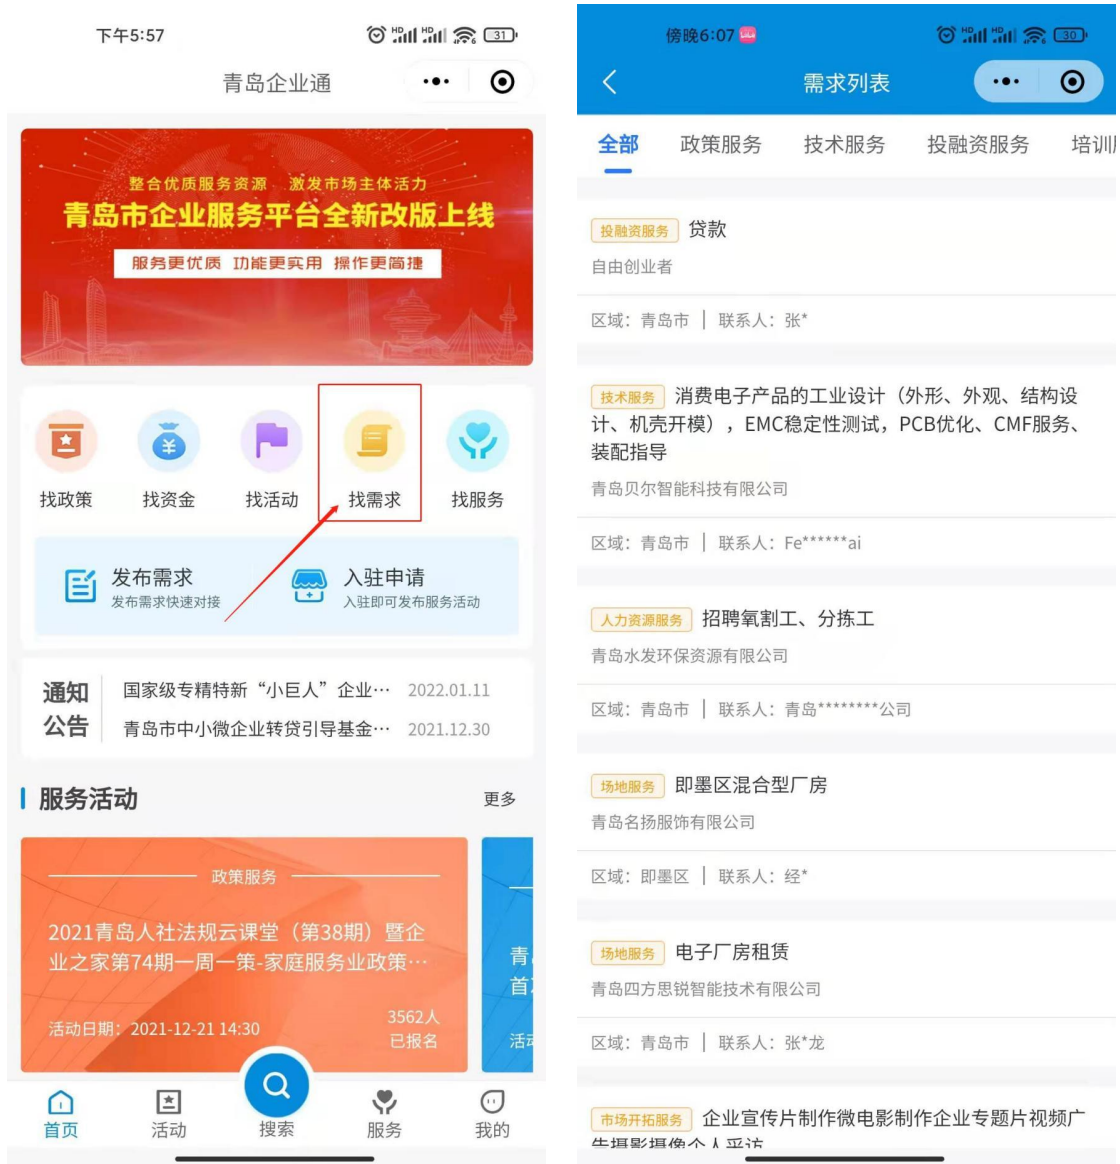 下午5:57
31
青岛企业通
整合优质服务资源 激发市场主体活力
青岛市企业服务平台全新改版上线
服务更优质 功能更实用 操作更简捷
找政策 找资金 找活动 找需求 找服务
发布需求
发布需求快速对接
入驻申请
入驻即可发布服务活动
通知
公告
国家级专精特新“小巨人”企业… 2022.01.11
青岛市中小微企业转贷引导基金… 2021.12.30
服务活动 更多
政策服务
2021青岛人社法规云课堂（第38期）暨企
业之家第74期一周一策-家庭服务业政策…
活动日期：2021-12-21 14:30
3562人
已报名
青
首
活
首页 活动 搜索 服务 我的
傍晚6:07
30
需求列表
全部 政策服务 技术服务 投融资服务 培训
投融资服务 贷款
自由创业者
区域：青岛市 | 联系人：张*
技术服务 消费电子产品的工业设计（外形、外观、结构设
计、机壳开模），EMC稳定性测试，PCB优化、CMF服务、
装配指导
青岛贝尔智能科技有限公司
区域：青岛市 | 联系人：Fe******ai
人力资源服务 招聘氧割工、分拣工
青岛水发环保资源有限公司
区域：青岛市 | 联系人：青岛********公司
场地服务 即墨区混合型厂房
青岛名扬服饰有限公司
区域：即墨区 | 联系人：经*
场地服务 电子厂房租赁
青岛四方思锐智能技术有限公司
区域：青岛市 | 联系人：张*龙
市场开拓服务 企业宣传片制作微电影制作企业专题片视频广
告摄影摄像个人采访